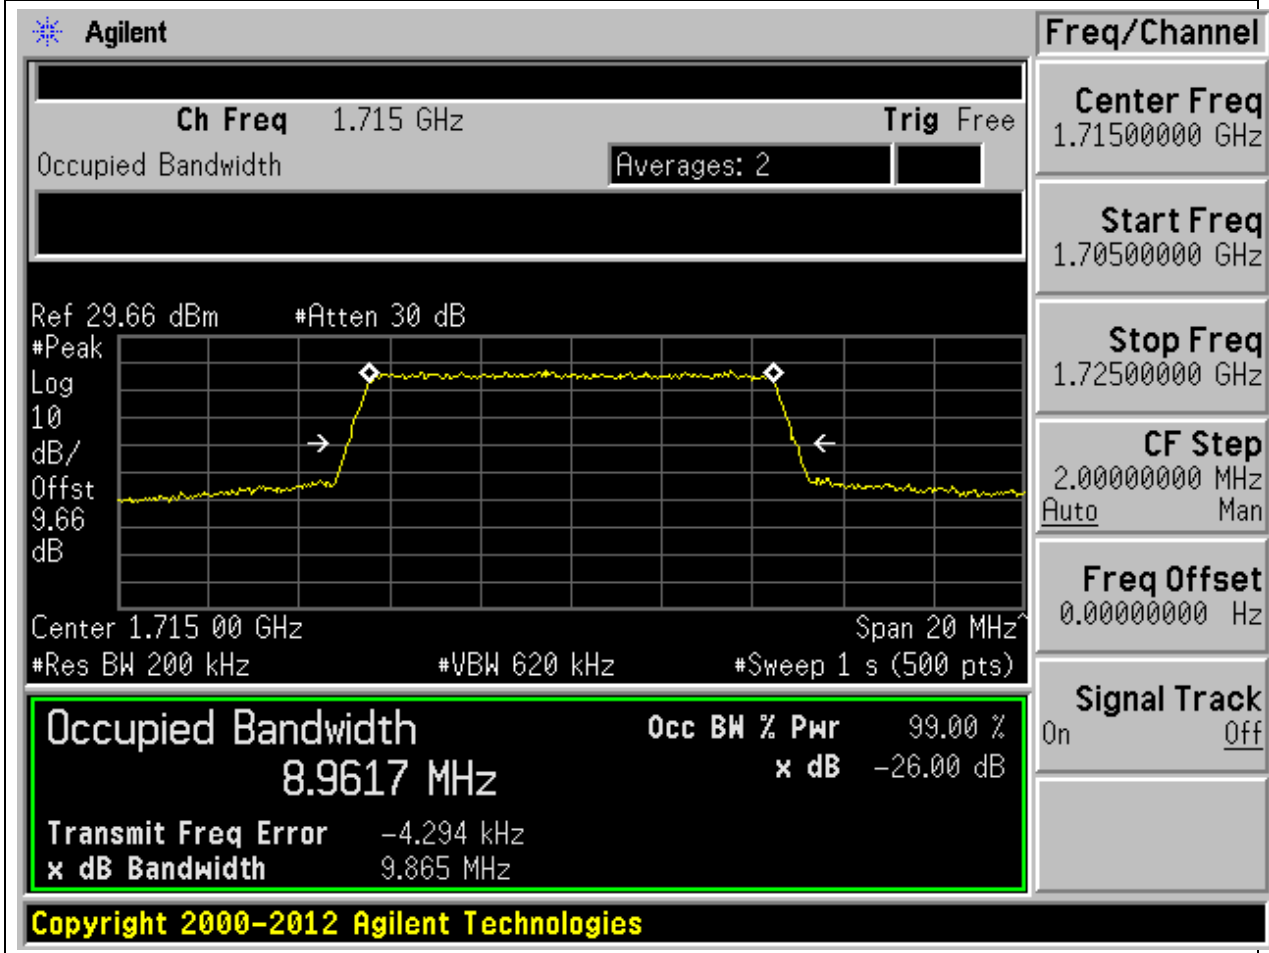 Agilent
Freq/Channel
Ch Freq 1.715 GHz Trig Free
Occupied Bandwidth Averages: 2
Center Freq
1.71500000 GHz
Start Freq
1.70500000 GHz
Stop Freq
1.72500000 GHz
CF Step
2.00000000 MHz
Auto Man
Freq Offset
0.00000000 Hz
Signal Track
On Off
Ref 29.66 dBm #Atten 30 dB
#Peak
Log
10
dB/
Offst
9.66
dB
Center 1.715 00 GHz Span 20 MHz^
#Res BW 200 kHz #VBW 620 kHz #Sweep 1 s (500 pts)
Occupied Bandwidth Occ BW % Pwr 99.00 %
8.9617 MHz x dB -26.00 dB
Transmit Freq Error -4.294 kHz
x dB Bandwidth 9.865 MHz
Copyright 2000-2012 Agilent Technologies